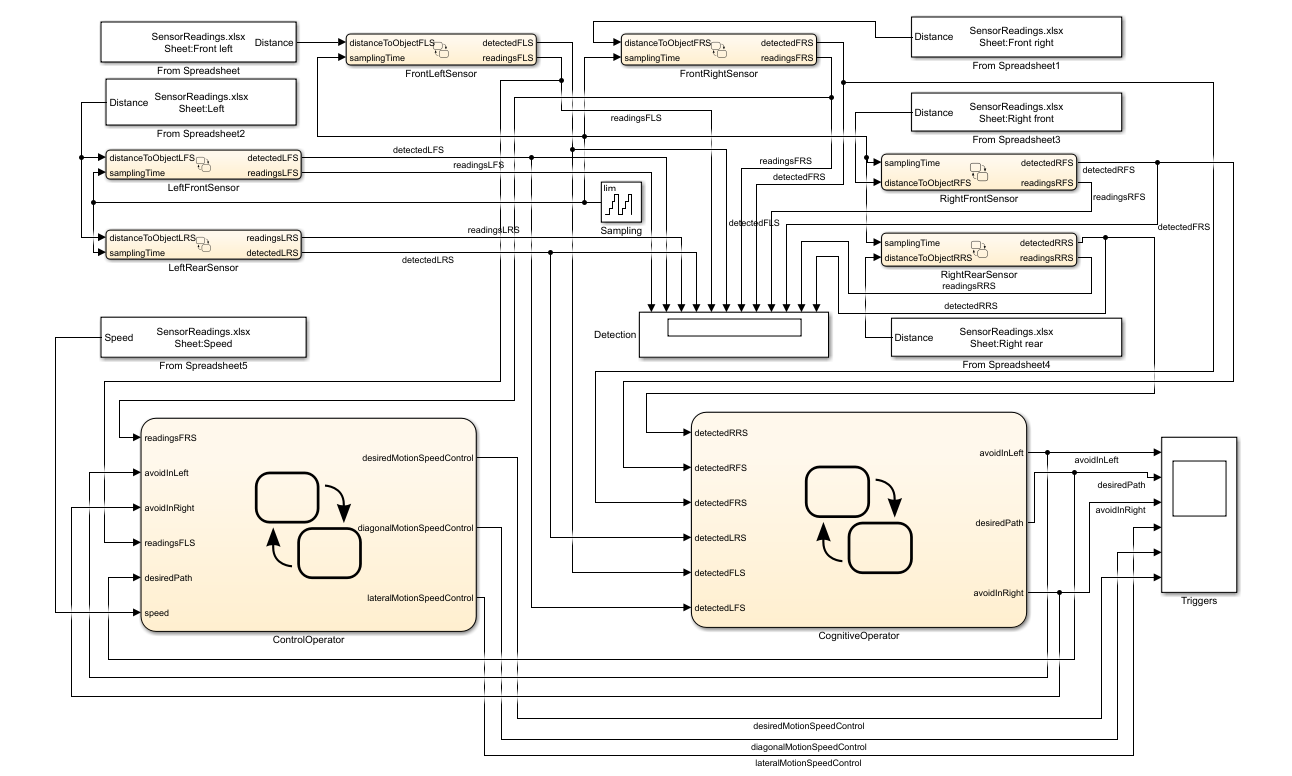 SensorReadings.xlsx
Sheet:Front left
Distance
From Spreadsheet
distanceToObjectFLS
samplingTime
detectedFLS
readingsFLS
FrontLeftSensor
distanceToObjectFRS
samplingTime
detectedFRS
readingsFRS
FrontRightSensor
Distance
SensorReadings.xlsx
Sheet:Front right
From Spreadsheet1
Distance
SensorReadings.xlsx
Sheet:Left
From Spreadsheet2
readingsFLS
Distance
SensorReadings.xlsx
Sheet:Right front
From Spreadsheet3
distanceToObjectLFS
samplingTime
detectedLFS
readingsLFS
LeftFrontSensor
detectedLFS
readingsLFS
readingsFRS
detectedFRS
samplingTime
distanceToObjectRFS
detectedRFS
readingsRFS
RightFrontSensor
detectedRFS
readingsRFS
lim
Sampling
detectedFLS
detectedFRS
distanceToObjectLRS
samplingTime
readingsLRS
detectedLRS
LeftRearSensor
readingsLRS
detectedLRS
samplingTime
distanceToObjectRRS
detectedRRS
readingsRRS
RightRearSensor
readingsRRS
detectedRRS
Detection
Speed
SensorReadings.xlsx
Sheet:Speed
From Spreadsheet5
Distance
SensorReadings.xlsx
Sheet:Right rear
From Spreadsheet4
readingsFRS
avoidInLeft
avoidInRight
readingsFLS
desiredPath
speed
desiredMotionSpeedControl
diagonalMotionSpeedControl
lateralMotionSpeedControl
ControlOperator
detectedRRS
detectedRFS
detectedFRS
detectedLRS
detectedFLS
detectedLFS
avoidInLeft
desiredPath
avoidInRight
CognitiveOperator
avoidInLeft
desiredPath
avoidInRight
Triggers
desiredMotionSpeedControl
diagonalMotionSpeedControl
lateralMotionSpeedControl